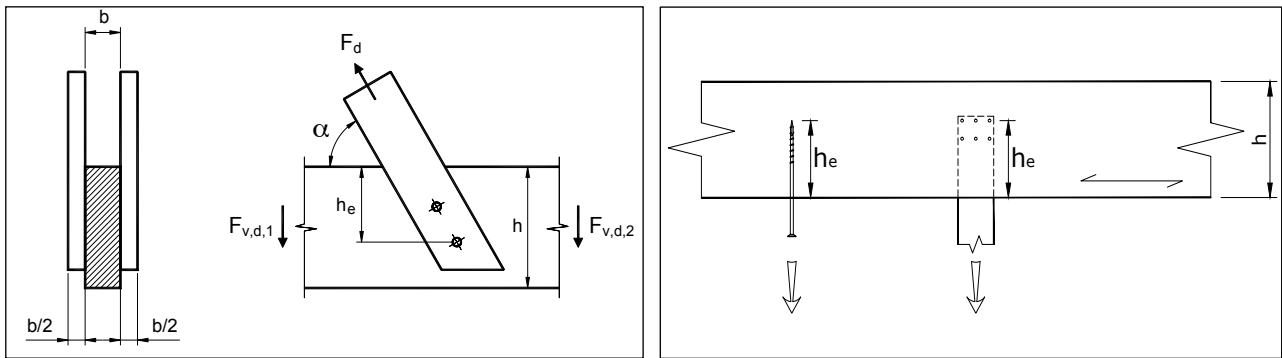 b
F_d
α
h_e
h
F_v,d,1
F_v,d,2
b/2
b/2
h_e
h_e
h